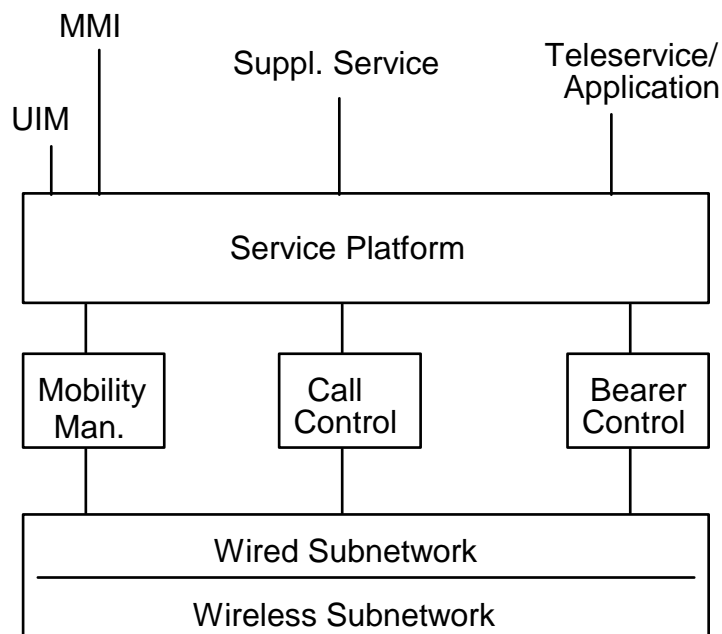 MMI
Suppl. Service
Teleservice/
Application
UIM
Service Platform
Mobility
Man.
Call
Control
Bearer
Control
Wired Subnetwork
Wireless Subnetwork